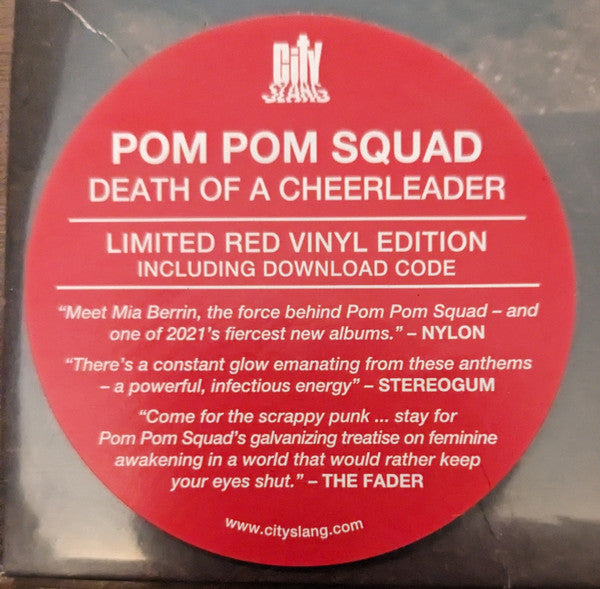 City
SLANG
POM POM SQUAD
DEATH OF A CHEERLEADER
LIMITED RED VINYL EDITION
INCLUDING DOWNLOAD CODE
“Meet Mia Berrin, the force behind Pom Pom Squad – and
one of 2021’s fiercest new albums.” – NYLON
“There’s a constant glow emanating from these anthems
– a powerful, infectious energy” – STEREOGUM
“Come for the scrappy punk ... stay for
Pom Pom Squad’s galvanizing treatise on feminine
awakening in a world that would rather keep
your eyes shut.” – THE FADER
www.cityslang.com